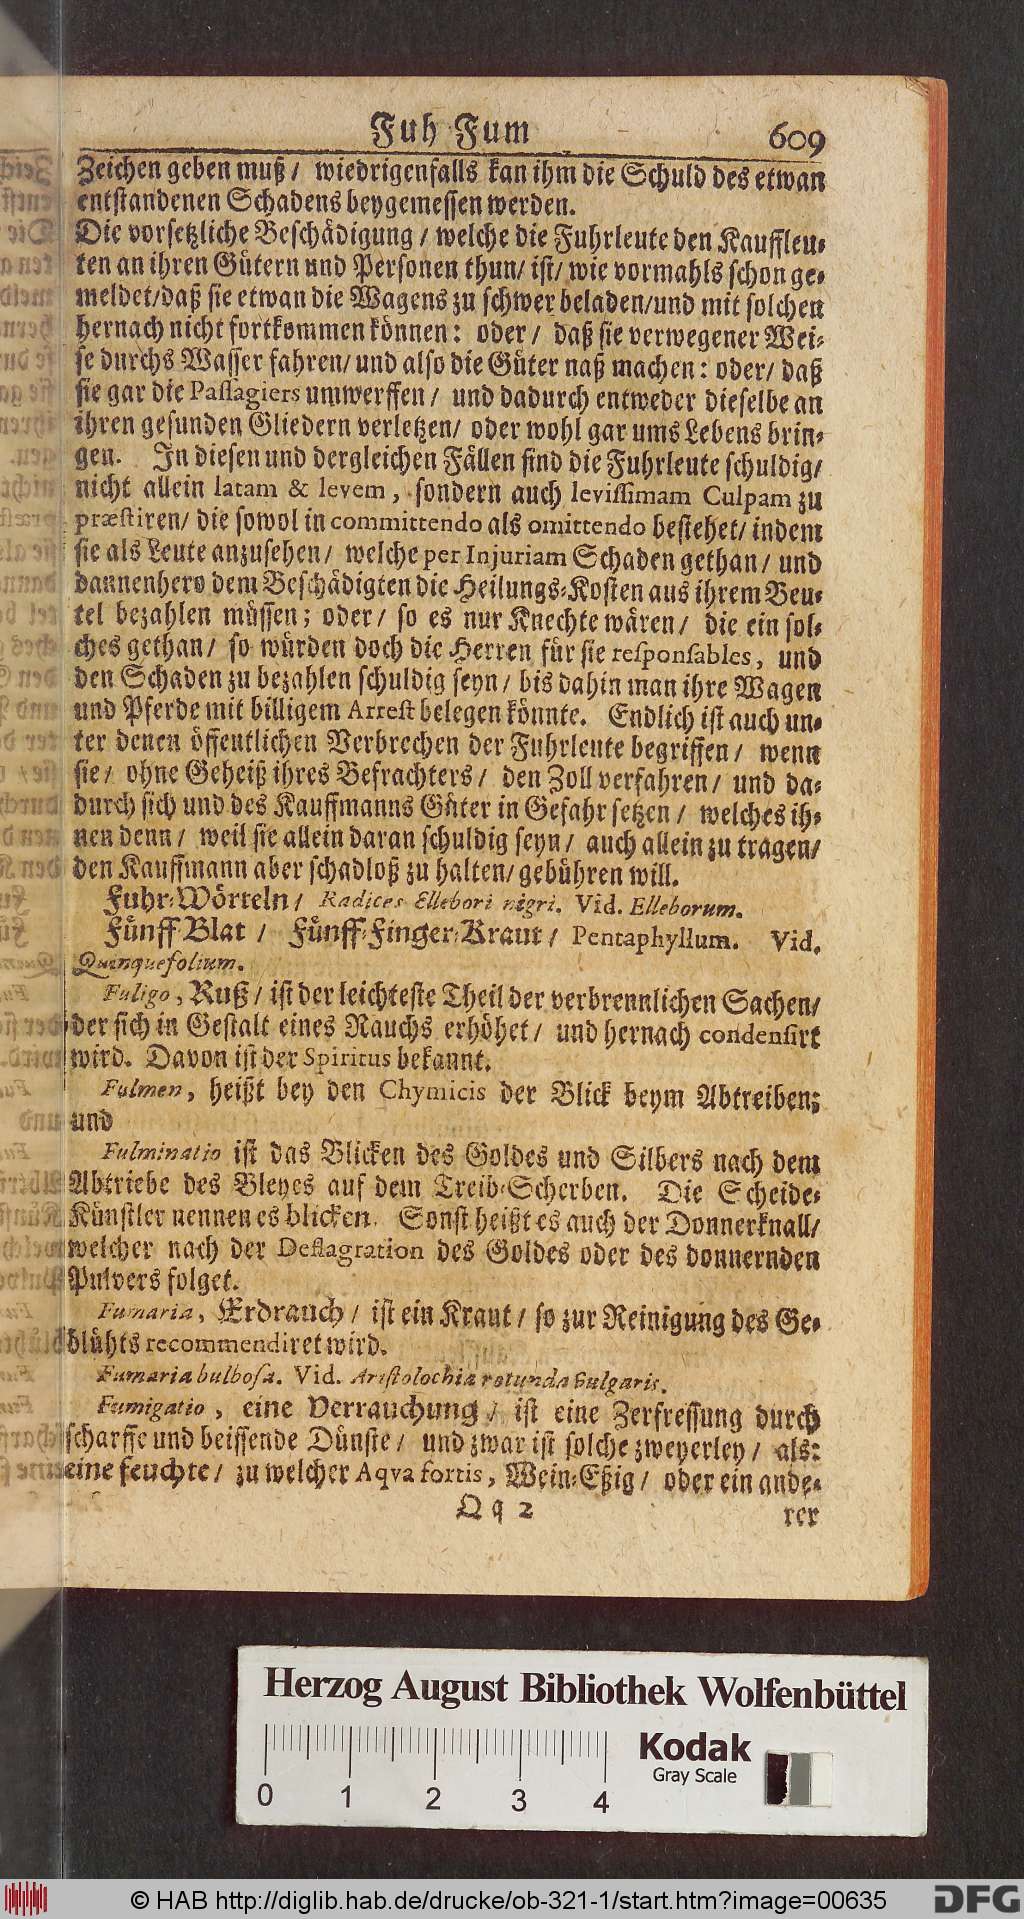 Fuh Fum 609
Zeichen geben muß / wiedrigenfalls kan ihm die Schuld des etwan
entstandenen Schadens beygemessen werden.
Die vorsetzliche Beschädigung / welche die Fuhrleute den Kauffleu-
ten an ihren Gütern und Personen thun/ ist/ wie vormahls schon ge-
meldet/daß sie etwan die Wagens zu schwer beladen/und mit solchen
hernach nicht fortkommen können: oder / daß sie verwegener Wei-
se durchs Wasser fahren/ und also die Güter naß machen: oder/ daß
sie gar die Passagiers umwerffen / und dadurch entweder dieselbe an
ihren gesunden Gliedern verletzen/ oder wohl gar ums Lebens brin-
gen. In diesen und dergleichen Fällen sind die Fuhrleute schuldig/
nicht allein latam & levem, sondern auch levissimam Culpam zu
præstiren/ die sowol in committendo als omittendo bestehet/ indem
sie als Leute anzusehen / welche per Injuriam Schaden gethan / und
dannenhero dem Beschädigten die Heilungs-Kosten aus ihrem Beu-
tel bezahlen müssen; oder / so es nur Knechte wären / die ein sol-
ches gethan / so würden doch die Herren für sie responsables, und
den Schaden zu bezahlen schuldig seyn / bis dahin man ihre Wagen
und Pferde mit billigem Arrest belegen könnte. Endlich ist auch un-
ter denen öffentlichen Verbrechen der Fuhrleute begriffen / wenn
sie / ohne Geheiß ihres Befrachters / den Zoll verfahren / und da-
durch sich und des Kauffmanns Güter in Gefahr setzen / welches ih-
nen denn / weil sie allein daran schuldig seyn / auch allein zu tragen/
den Kauffmann aber schadloß zu halten/ gebühren will.
Fuhr-Wörteln / Radices Ellebori nigri. Vid. Elleborum.
Fünff-Blat / Fünff-Finger-Kraut / Pentaphyllum. Vid.
Quinquefolium.
Fuligo, Ruß / ist der leichteste Theil der verbrennlichen Sachen/
der sich in Gestalt eines Rauchs erhöhet / und hernach condensirt
wird. Davon ist der Spiritus bekannt.
Fulmen, heißt bey den Chymicis der Blick beym Abtreiben;
und
Fulminatio ist das Blicken des Goldes und Silbers nach dem
Abtriebe des Bleyes auf dem Treib-Scherben. Die Scheide-
Künstler nennen es blicken. Sonst heißt es auch der Donnerknall/
welcher nach der Deflagration des Goldes oder des donnernden
Pulvers folget.
Fumaria, Erdrauch / ist ein Kraut / so zur Reinigung des Ge-
blühts recommendiret wird.
Fumaria bulbosa. Vid. Aristolochia rotunda vulgaris.
Fumigatio, eine Verrauchung / ist eine Zerfressung durch
scharffe und beissende Dünste / und zwar ist solche zweyerley / als:
eine feuchte / zu welcher Aqva fortis, Wein-Eßig / oder ein ande-
Qq 2 rer
Herzog August Bibliothek Wolfenbüttel
0 1 2 3 4
Kodak
Gray Scale
© HAB http://diglib.hab.de/drucke/ob-321-1/start.htm?image=00635
DFG